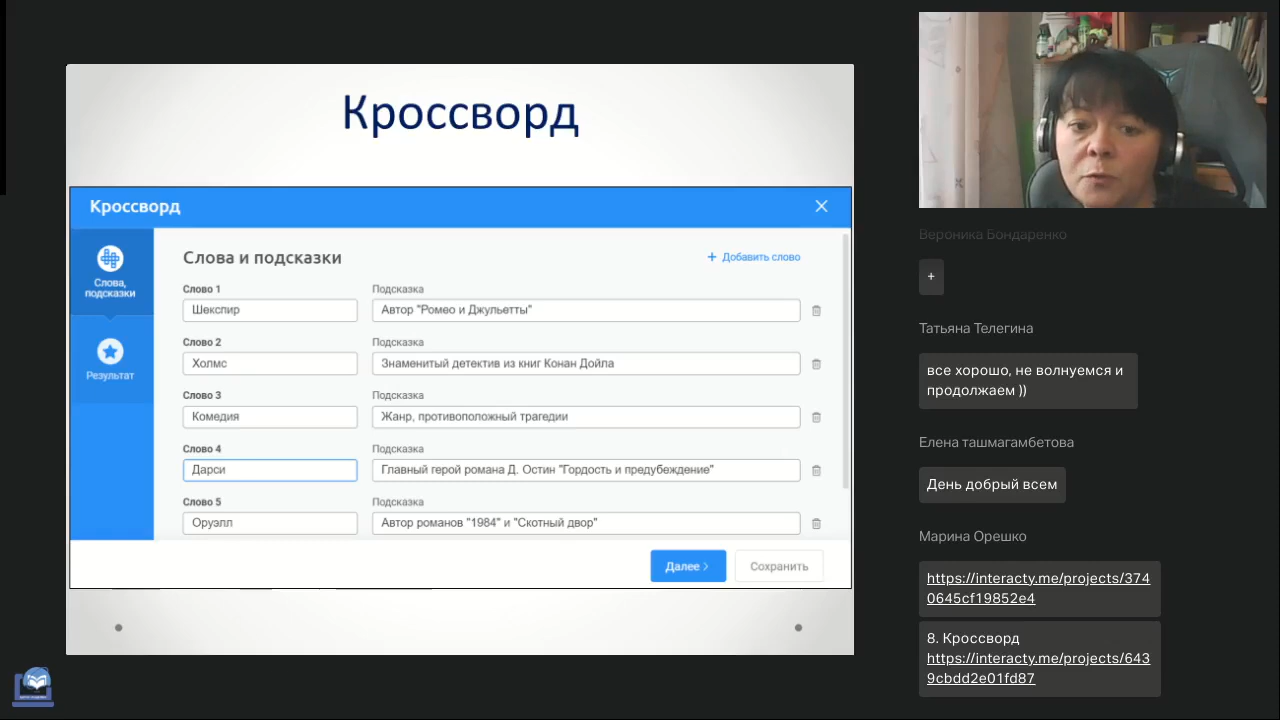 Кроссворд
Кроссворд
Слова,
подсказки
Результат
Слова и подсказки
+ Добавить слово
Слово 1
Подсказка
Шекспир
Автор "Ромео и Джульетты"
Слово 2
Подсказка
Холмс
Знаменитый детектив из книг Конан Дойла
Слово 3
Подсказка
Комедия
Жанр, противоположный трагедии
Слово 4
Подсказка
Дарси
Главный герой романа Д. Остин "Гордость и предубеждение"
Слово 5
Подсказка
Оруэлл
Автор романов "1984" и "Скотный двор"
Далее
Сохранить
Вероника Бондаренко
+
Татьяна Телегина
все хорошо, не волнуемся и
продолжаем ))
Елена ташмагамбетова
День добрый всем
Марина Орешко
https://interacty.me/projects/374
0645cf19852e4
8. Кроссворд
https://interacty.me/projects/643
9cbdd2e01fd87